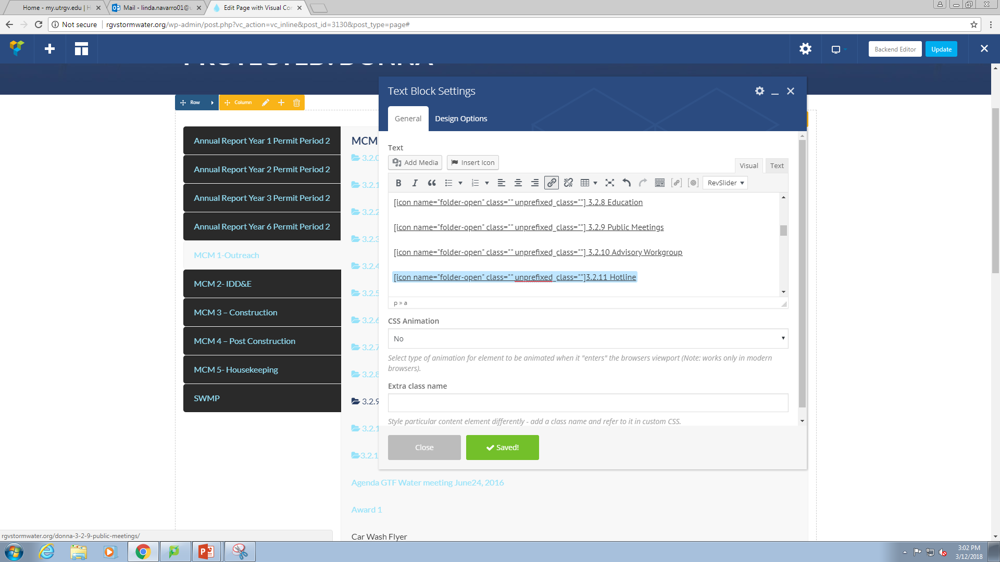 Home - my.utrgv.edu | H
Mail - linda.navarro01@u
Edit Page with Visual Co
Not secure
rgvstormwater.org/wp-admin/post.php?vc_action=vc_inline&post_id=3130&post_type=page#
Backend Editor
Update
PROTECTED: DONNA
Row
Column
Text Block Settings
General
Design Options
Annual Report Year 1 Permit Period 2
Annual Report Year 2 Permit Period 2
Annual Report Year 3 Permit Period 2
Annual Report Year 6 Permit Period 2
MCM 1-Outreach
MCM 2- IDD&E
MCM 3 – Construction
MCM 4 – Post Construction
MCM 5- Housekeeping
SWMP
MCM
3.2.0
3.2.1
3.2.2
3.2.3
3.2.4
3.2.5
3.2.6
3.2.7
3.2.8
3.2.9
3.2.1
3.2.1
Agenda GTF Water meeting June24, 2016
Award 1
Car Wash Flyer
Text
Add Media
Insert Icon
Visual
Text
B
I
RevSlider
[icon name="folder-open" class="" unprefixed_class=""] 3.2.8 Education
[icon name="folder-open" class="" unprefixed_class=""] 3.2.9 Public Meetings
[icon name="folder-open" class="" unprefixed_class=""] 3.2.10 Advisory Workgroup
[icon name="folder-open" class="" unprefixed_class=""]3.2.11 Hotline
p » a
CSS Animation
No
Select type of animation for element to be animated when it "enters" the browsers viewport (Note: works only in modern
browsers).
Extra class name
Style particular content element differently - add a class name and refer to it in custom CSS.
Close
Saved!
rgvstormwater.org/donna-3-2-9-public-meetings/
3:02 PM
3/12/2018